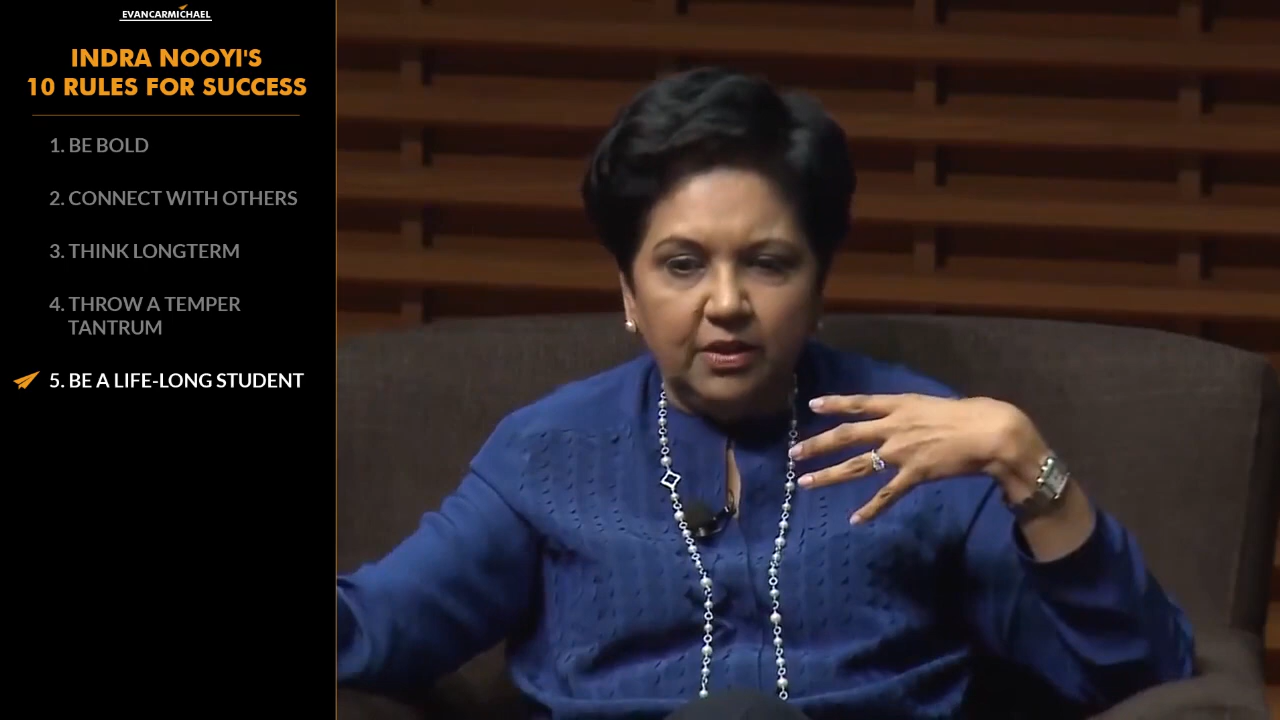 EVANCARMICHAEL
INDRA NOOYI'S
10 RULES FOR SUCCESS
1. BE BOLD
2. CONNECT WITH OTHERS
3. THINK LONGTERM
4. THROW A TEMPER
TANTRUM
5. BE A LIFE-LONG STUDENT